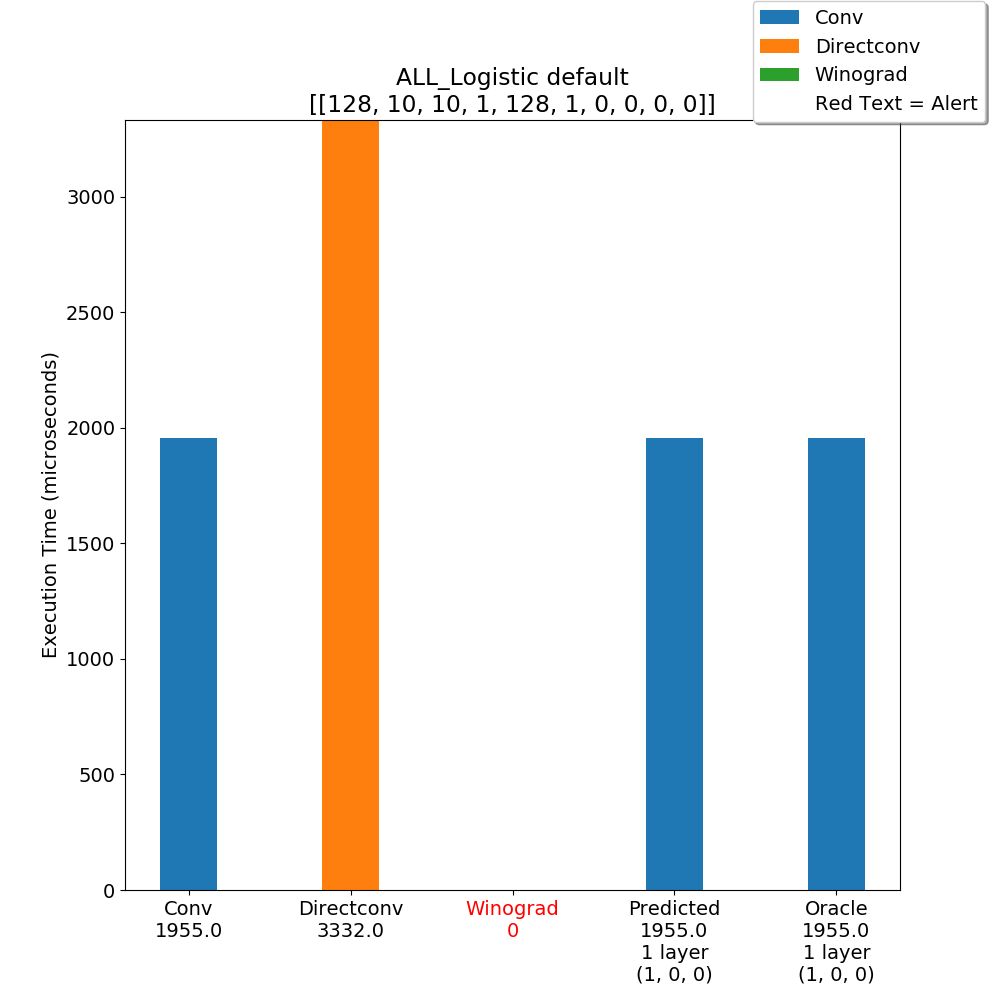 Conv
Directconv
Winograd
Red Text = Alert
ALL_Logistic default
[[128, 10, 10, 1, 128, 1, 0, 0, 0, 0]]
Execution Time (microseconds)
3000
2500
2000
1500
1000
500
0
Conv
1955.0
Directconv
3332.0
Winograd
0
Predicted
1955.0
1 layer
(1, 0, 0)
Oracle
1955.0
1 layer
(1, 0, 0)